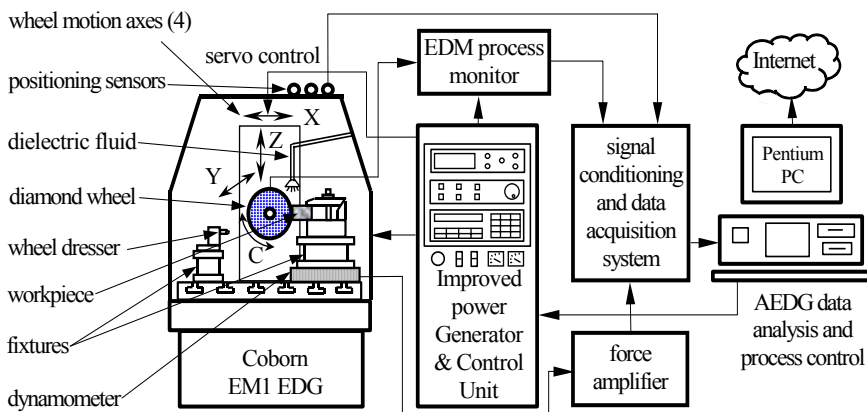 wheel motion axes (4)
servo control
positioning sensors
dielectric fluid
diamond wheel
wheel dresser
workpiece
fixtures
dynamometer
X
Z
Y
C
Coborn
EM1 EDG
EDM process
monitor
Improved
power
Generator
& Control
Unit
signal
conditioning
and data
acquisition
system
force
amplifier
Internet
Pentium
PC
AEDG data
analysis and
process control